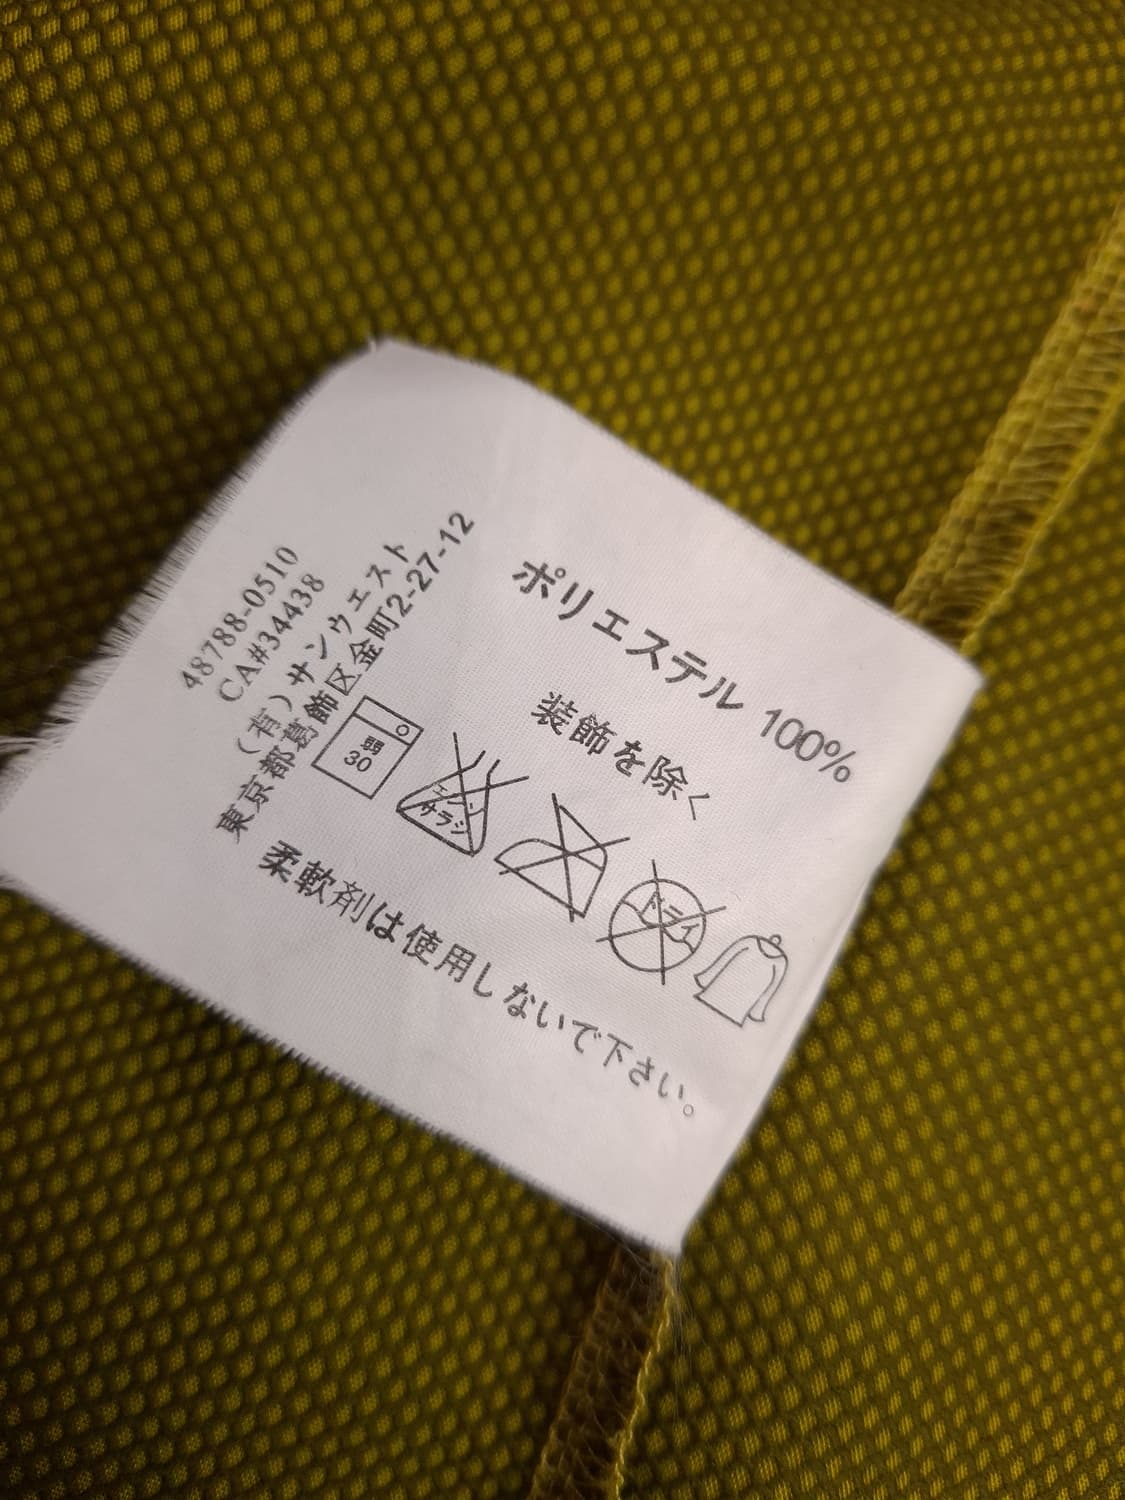 ポリエステル 100%
装飾を除く
弱
30
エンソ
サラシ
ドライ
柔軟剤は使用しないで下さい。
48788-0510
CA#34438
(有)サンウエスト
東京都葛飾区金町2-27-12